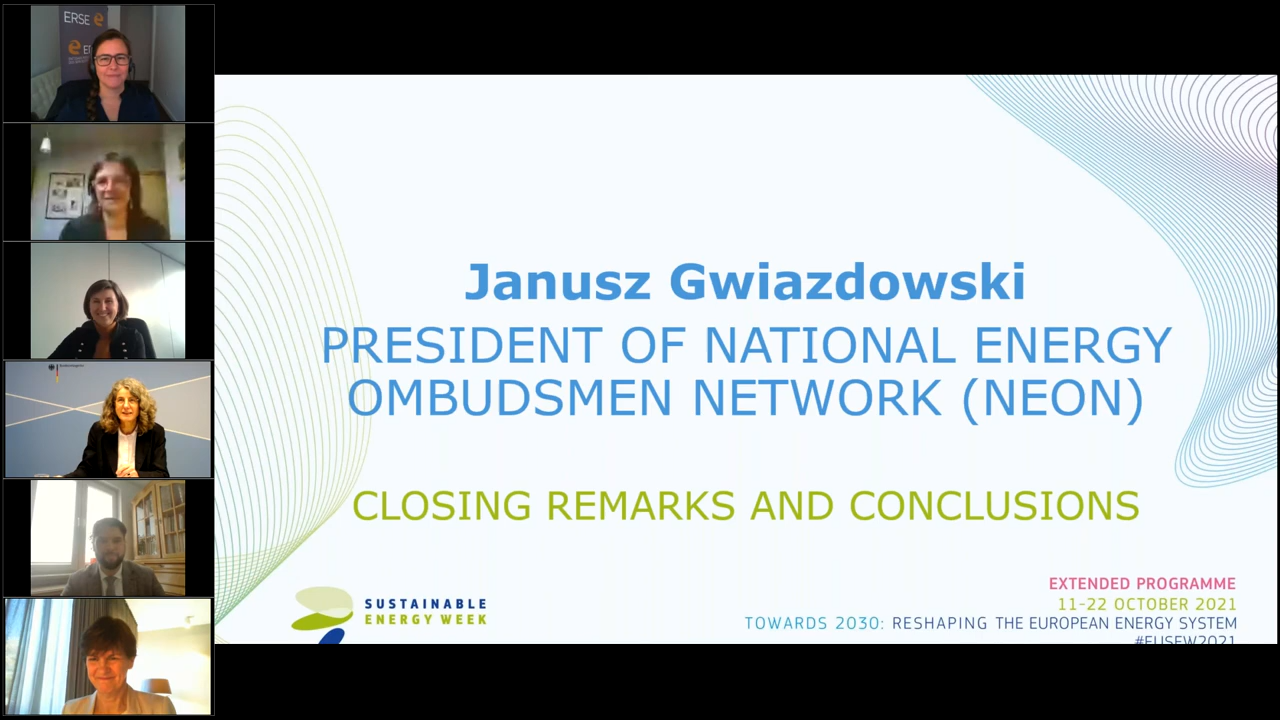 ERSE
Janusz Gwiazdowski
PRESIDENT OF NATIONAL ENERGY
OMBUDSMEN NETWORK (NEON)
CLOSING REMARKS AND CONCLUSIONS
SUSTAINABLE
ENERGY WEEK
EXTENDED PROGRAMME
11-22 OCTOBER 2021
TOWARDS 2030: RESHAPING THE EUROPEAN ENERGY SYSTEM
#EUSEW2021